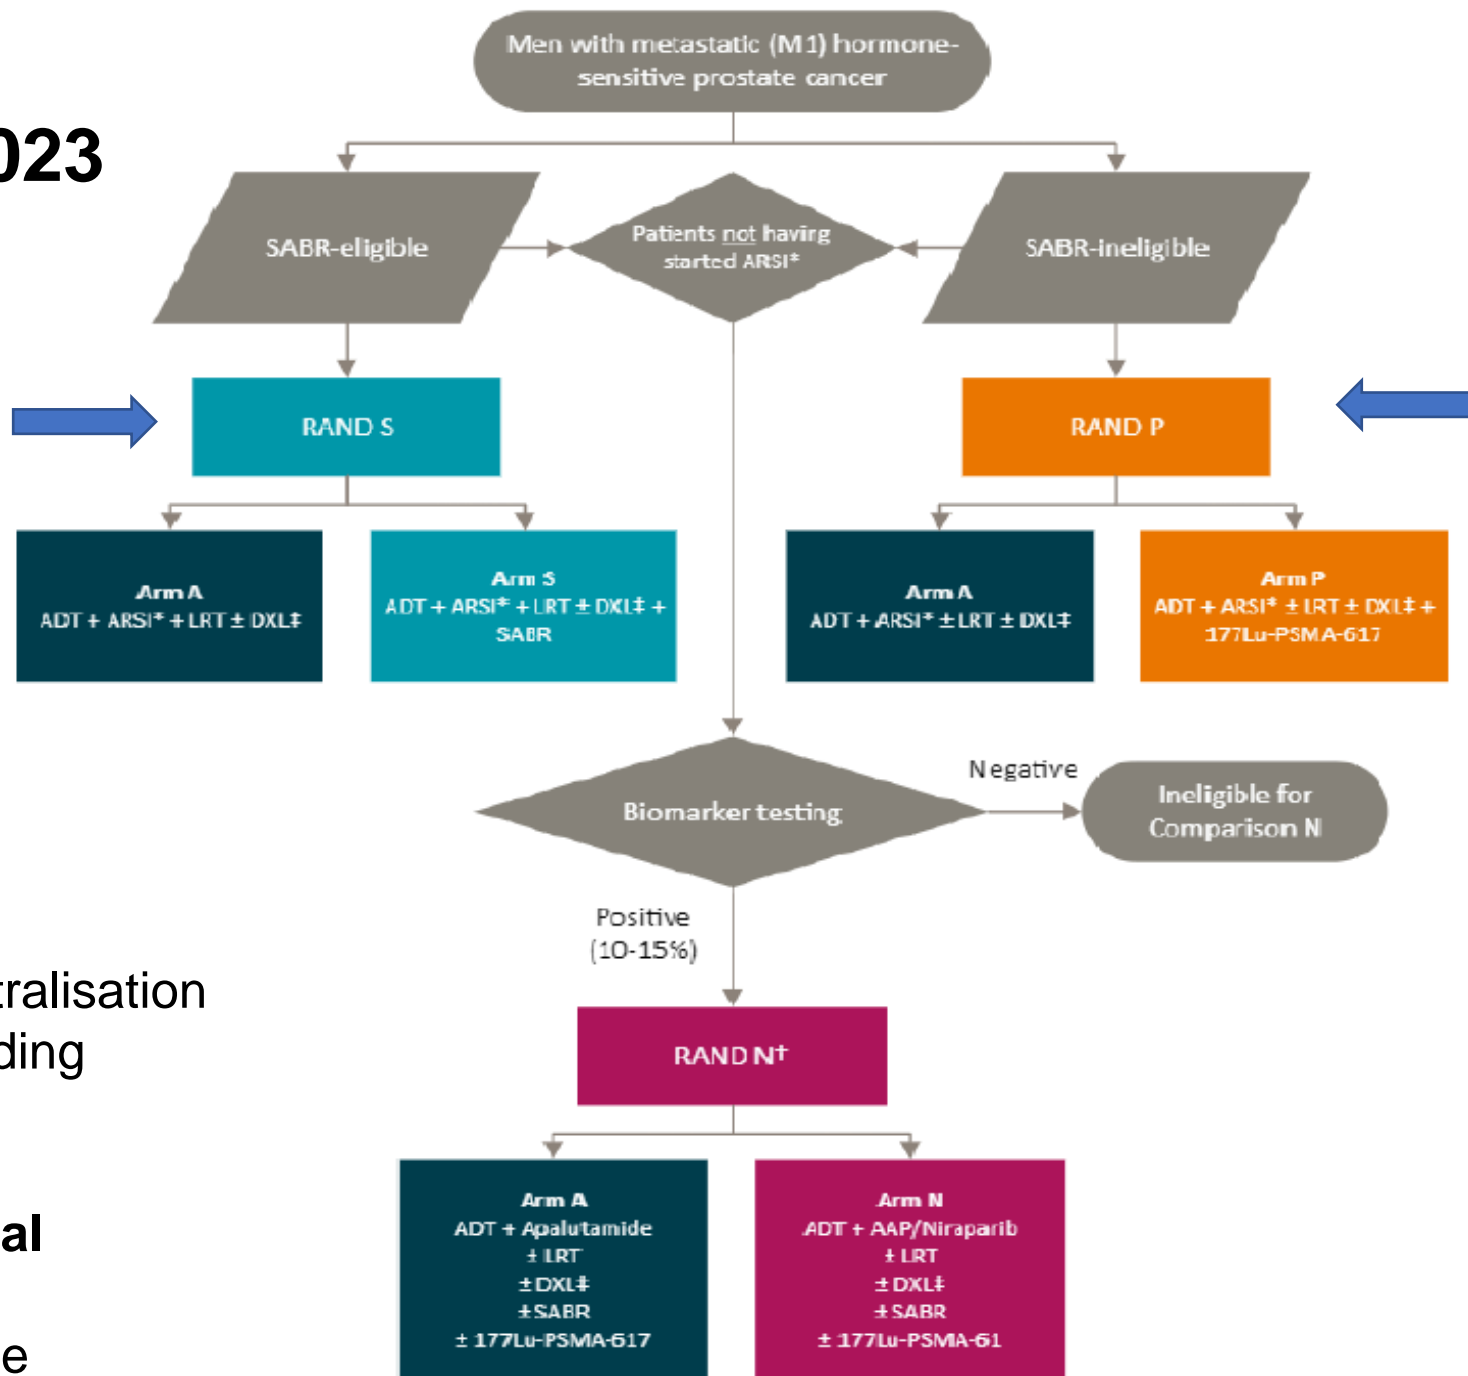 Men with metastatic (M1) hormone-
sensitive prostate cancer
023
SABR-eligible
Patients not having
started ARSI*
SABR-ineligible
RAND S
RAND P
Arm A
ADT + ARSI* + LRT ± DXL‡
Arm S
ADT + ARSI* + LRT ± DXL‡ +
SABR
Arm A
ADT + ARSI* ± LRT ± DXL‡
Arm P
ADT + ARSI* ± LRT ± DXL‡ +
177Lu-PSMA-617
Biomarker testing
Negative
Ineligible for
Comparison N
Positive
(10-15%)
tralisation
ding
RAND N†
al
e
Arm A
ADT + Apalutamide
± LRT
± DXL‡
± SABR
± 177Lu-PSMA-617
Arm N
ADT + AAP/Niraparib
± LRT
± DXL‡
± SABR
± 177Lu-PSMA-61